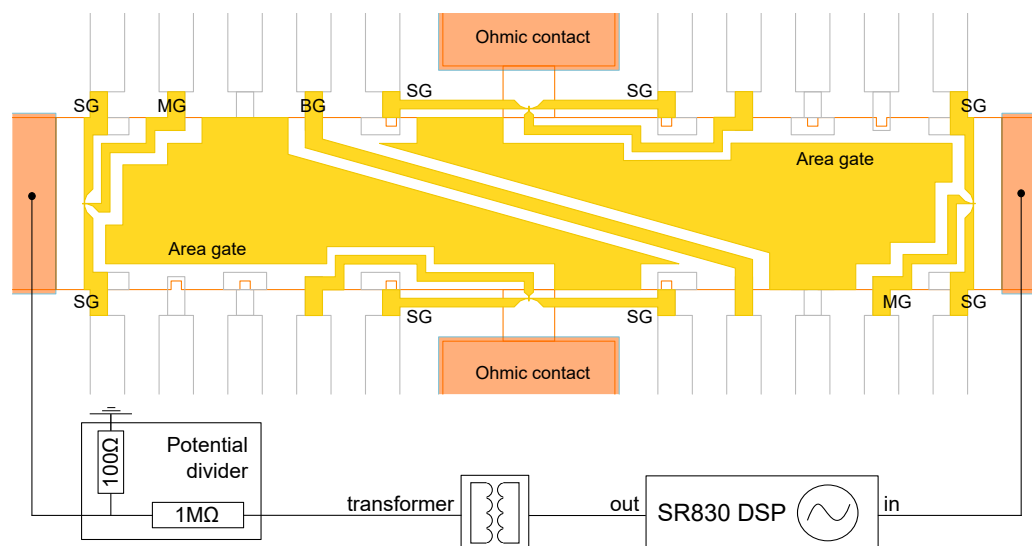 Ohmic contact
SG
MG
BG
SG
SG
SG
Area gate
Area gate
SG
SG
SG
MG
SG
Ohmic contact
100Ω
Potential
divider
1MΩ
transformer
out
SR830 DSP
in